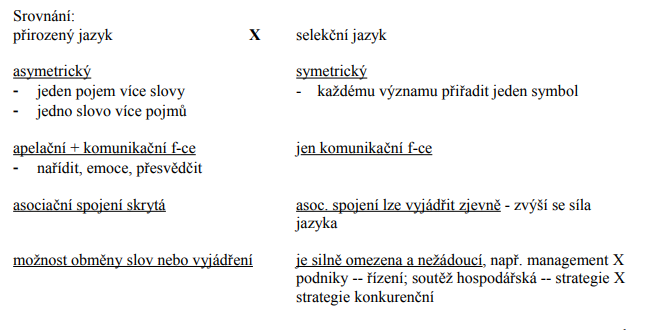 Srovnání:
přirozený jazyk X selekční jazyk
asymetrický symetrický
- jeden pojem více slovy - každému významu přiřadit jeden symbol
- jedno slovo více pojmů
apelační + komunikační f-ce jen komunikační f-ce
- nařídit, emoce, přesvědčit
asociační spojení skrytá asoc. spojení lze vyjádřit zjevně - zvýší se síla
jazyka
možnost obměny slov nebo vyjádření je silně omezena a nežádoucí, např. management X
podniky -- řízení; soutěž hospodářská -- strategie X
strategie konkurenční